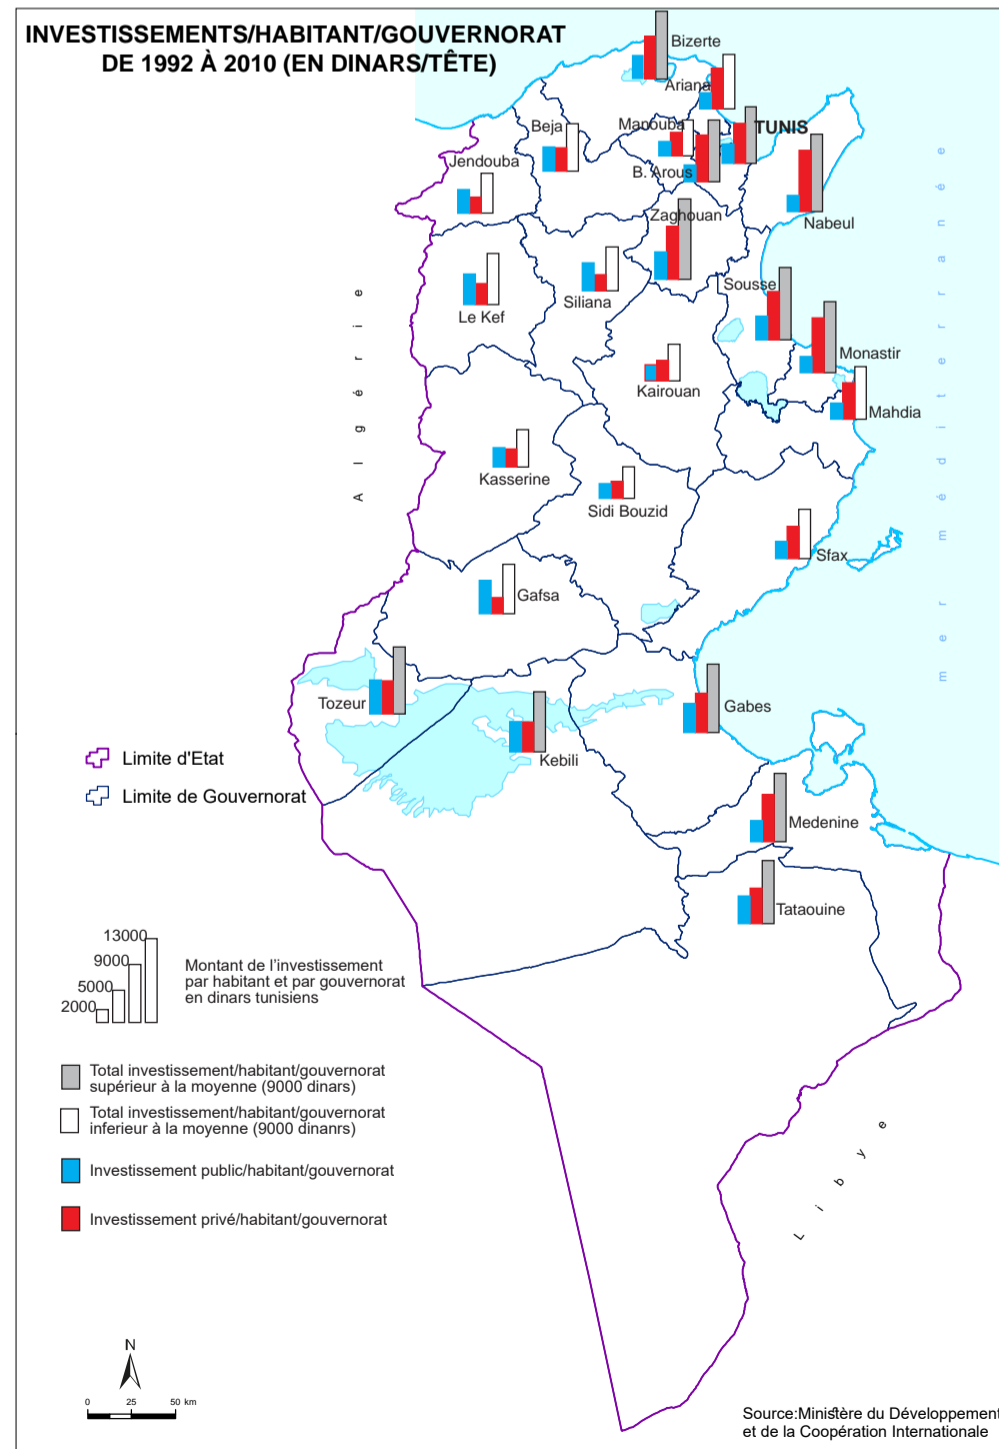 INVESTISSEMENTS/HABITANT/GOUVERNORAT
DE 1992 À 2010 (EN DINARS/TÊTE)
Bizerte
Ariana
TUNIS
Manouba
Beja
B. Arous
Jendouba
Nabeul
Zaghouan
Sousse
Siliana
Le Kef
Monastir
Kairouan
Mahdia
Kasserine
Sidi Bouzid
Sfax
Gafsa
Tozeur
Gabes
Kebili
Medenine
Tataouine
Algérie
mer méditerranée
Libye
Limite d'Etat
Limite de Gouvernorat
13000
9000
5000
2000
Montant de l'investissement
par habitant et par gouvernorat
en dinars tunisiens
Total investissement/habitant/gouvernorat
supérieur à la moyenne (9000 dinars)
Total investissement/habitant/gouvernorat
inferieur à la moyenne (9000 dinanrs)
Investissement public/habitant/gouvernorat
Investissement privé/habitant/gouvernorat
N
0 25 50 km
Source:Ministère du Développement
et de la Coopération Internationale